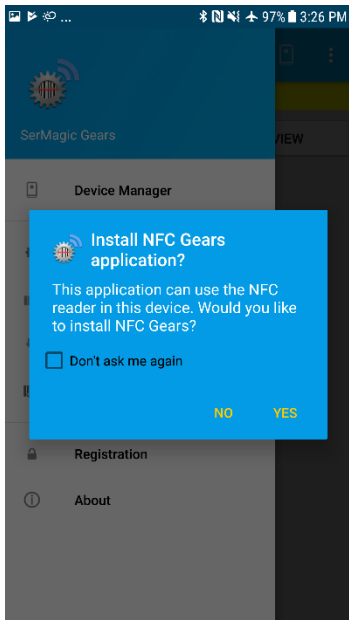 ... 97% 3:26 PM
SerMagic Gears
VIEW
Device Manager
Install NFC Gears
application?
This application can use the NFC
reader in this device. Would you like
to install NFC Gears?
Don't ask me again
NO YES
Registration
About